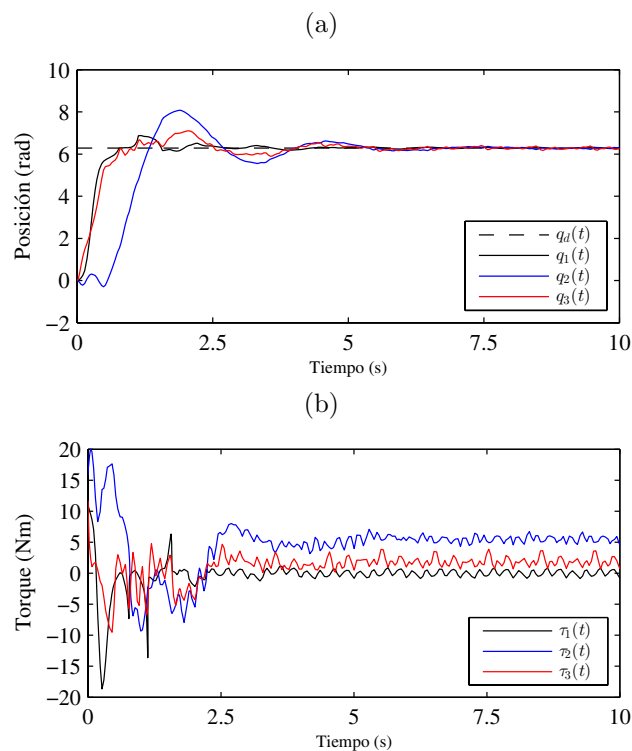 (a)
10
8
6
4
2
0
−2
Posición (rad)
q_d(t)
q_1(t)
q_2(t)
q_3(t)
0 2.5 5 7.5 10
Tiempo (s)
(b)
20
15
10
5
0
−5
−10
−15
−20
Torque (Nm)
τ_1(t)
τ_2(t)
τ_3(t)
0 2.5 5 7.5 10
Tiempo (s)